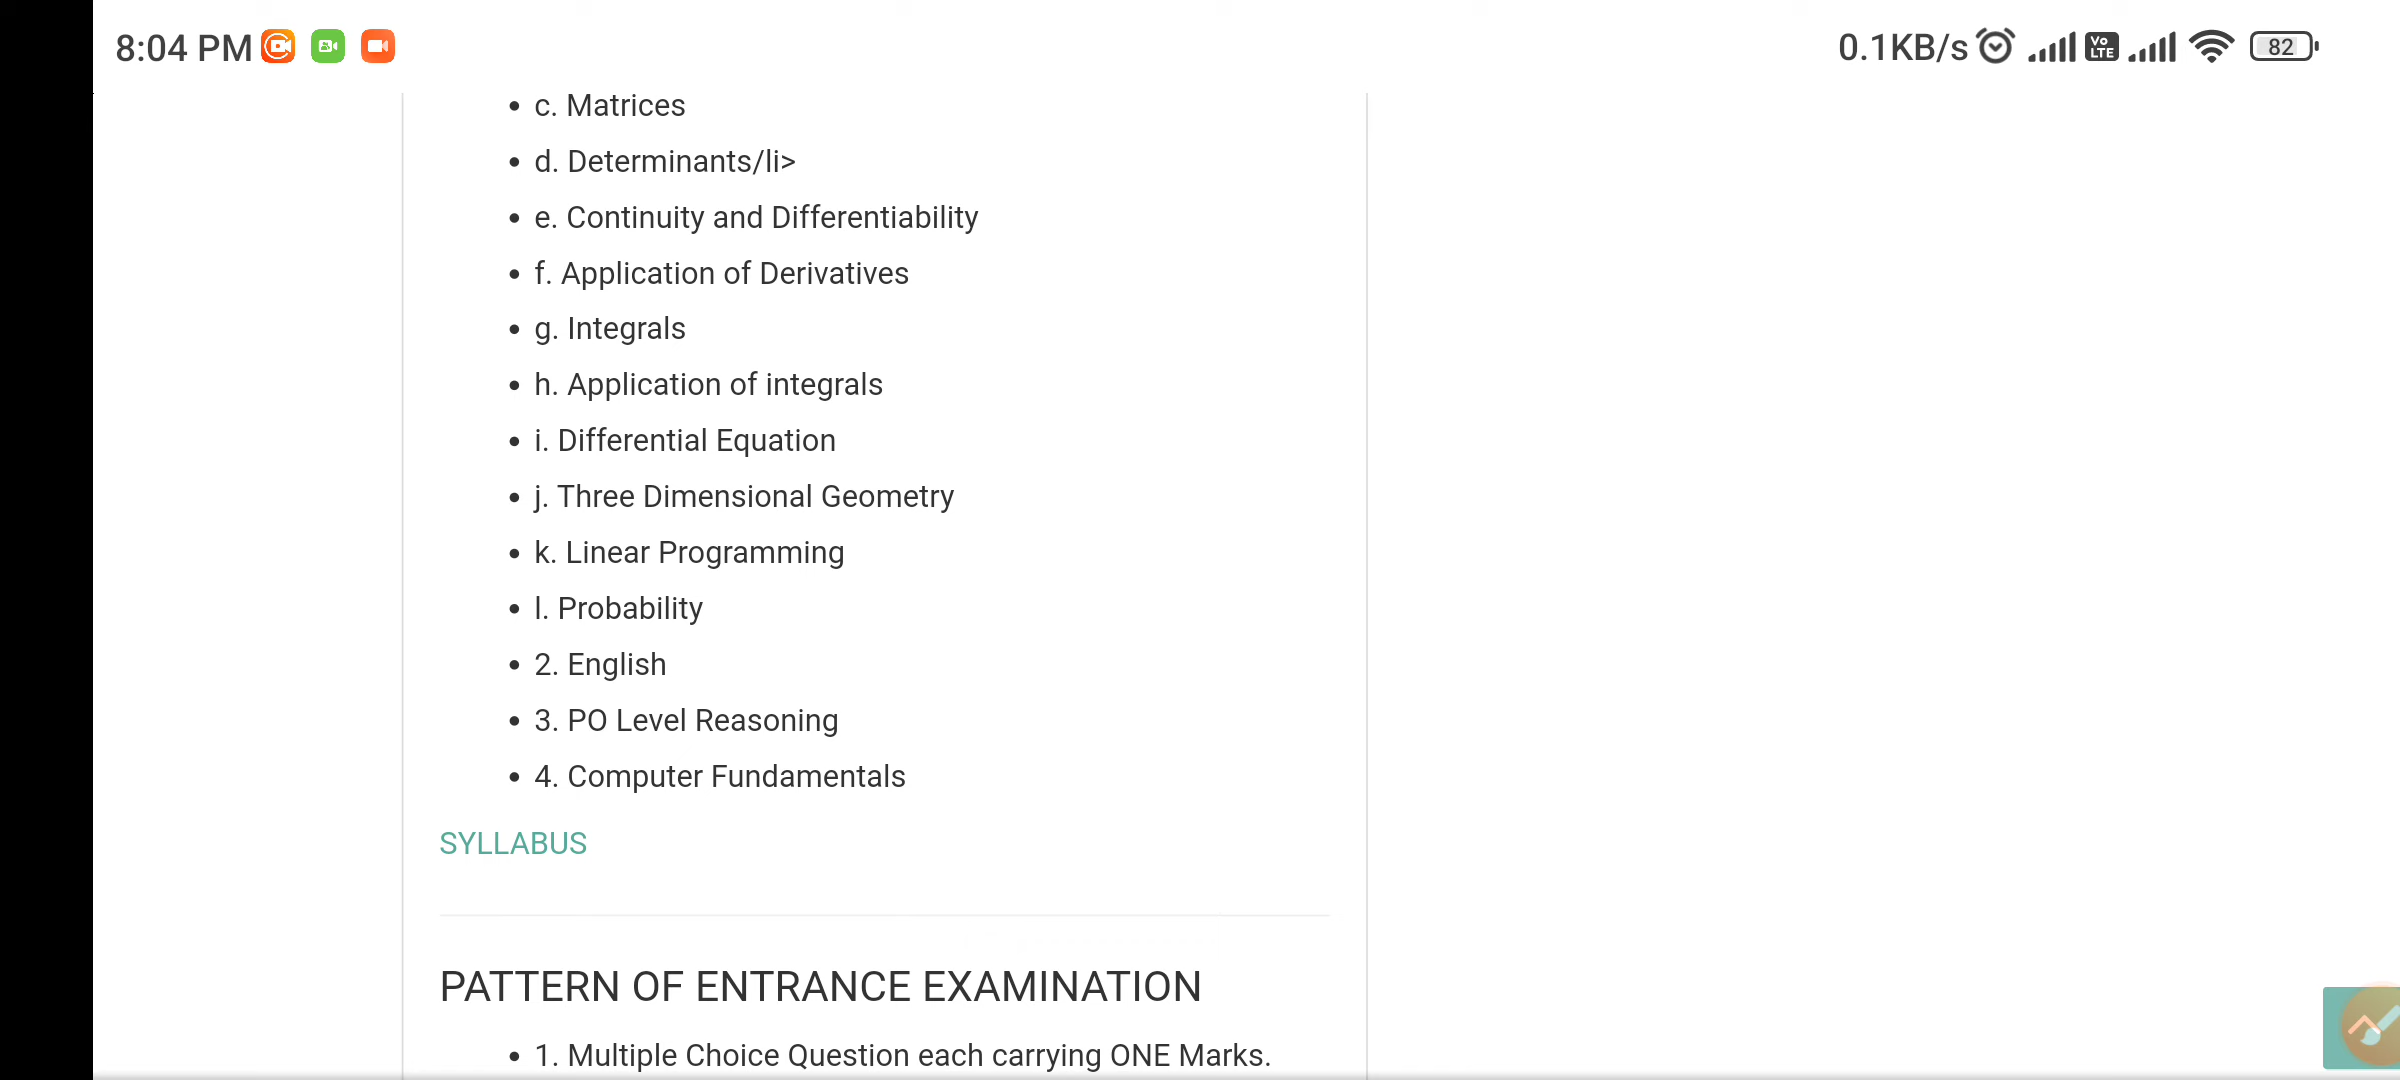 8:04 PM 0.1KB/s Vo LTE 82
• c. Matrices
• d. Determinants/li>
• e. Continuity and Differentiability
• f. Application of Derivatives
• g. Integrals
• h. Application of integrals
• i. Differential Equation
• j. Three Dimensional Geometry
• k. Linear Programming
• l. Probability
• 2. English
• 3. PO Level Reasoning
• 4. Computer Fundamentals
SYLLABUS
PATTERN OF ENTRANCE EXAMINATION
• 1. Multiple Choice Question each carrying ONE Marks.